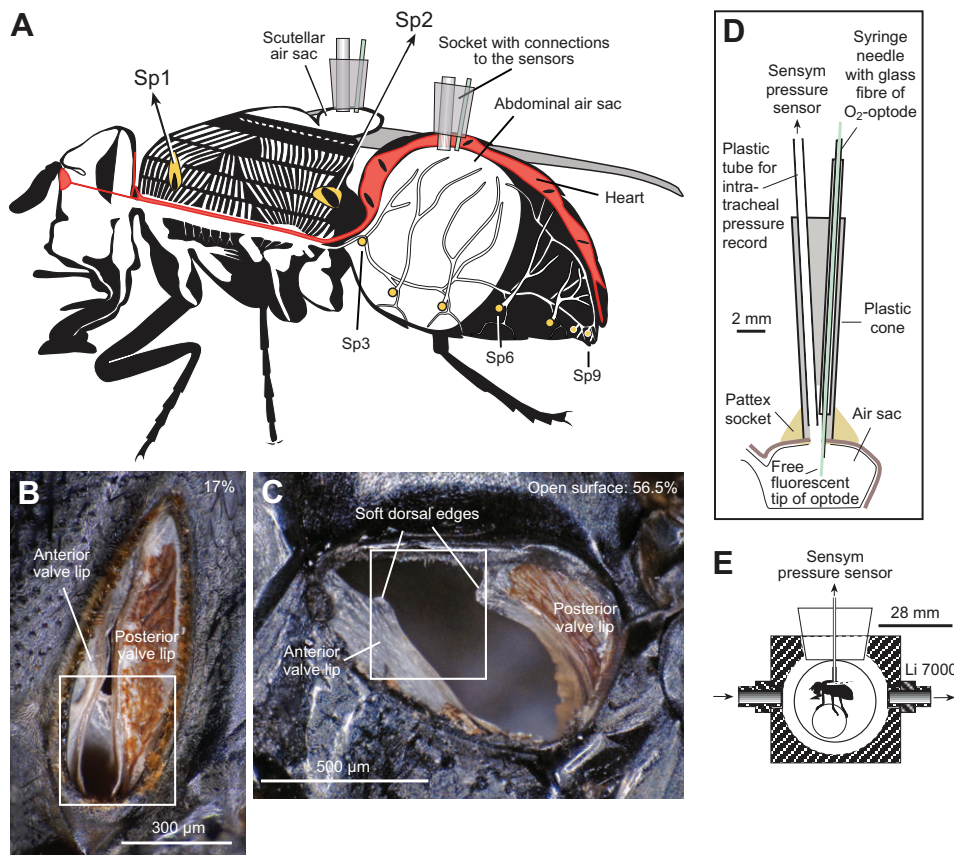 A
Sp1
Scutellar
air sac
Sp2
Socket with connections
to the sensors
Abdominal air sac
Heart
Sp3
Sp6
Sp9
B
17%
Anterior
valve lip
Posterior
valve lip
300 µm
C
Open surface: 56.5%
Soft dorsal edges
Anterior
valve lip
Posterior
valve lip
500 µm
D
Sensym
pressure
sensor
Syringe
needle
with glass
fibre of
O2-optode
Plastic
tube for
intra-
tracheal
pressure
record
2 mm
Plastic
cone
Pattex
socket
Air sac
Free
fluorescent
tip of optode
E
Sensym
pressure sensor
28 mm
Li 7000